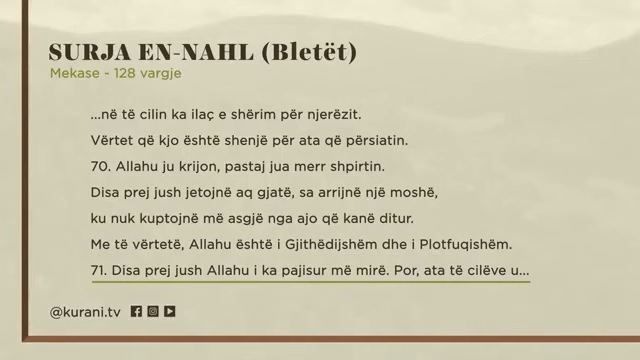 SURJA EN-NAHL (Bletët)
Mekase - 128 vargje
...në të cilin ka ilaç e shërim për njerëzit.
Vërtet që kjo është shenjë për ata që përsiatin.
70. Allahu ju krijon, pastaj jua merr shpirtin.
Disa prej jush jetojnë aq gjatë, sa arrijnë një moshë,
ku nuk kuptojnë më asgjë nga ajo që kanë ditur.
Me të vërtetë, Allahu është i Gjithëdijshëm dhe i Plotfuqishëm.
71. Disa prej jush Allahu i ka pajisur më mirë. Por, ata të cilëve u...
@kurani.tv